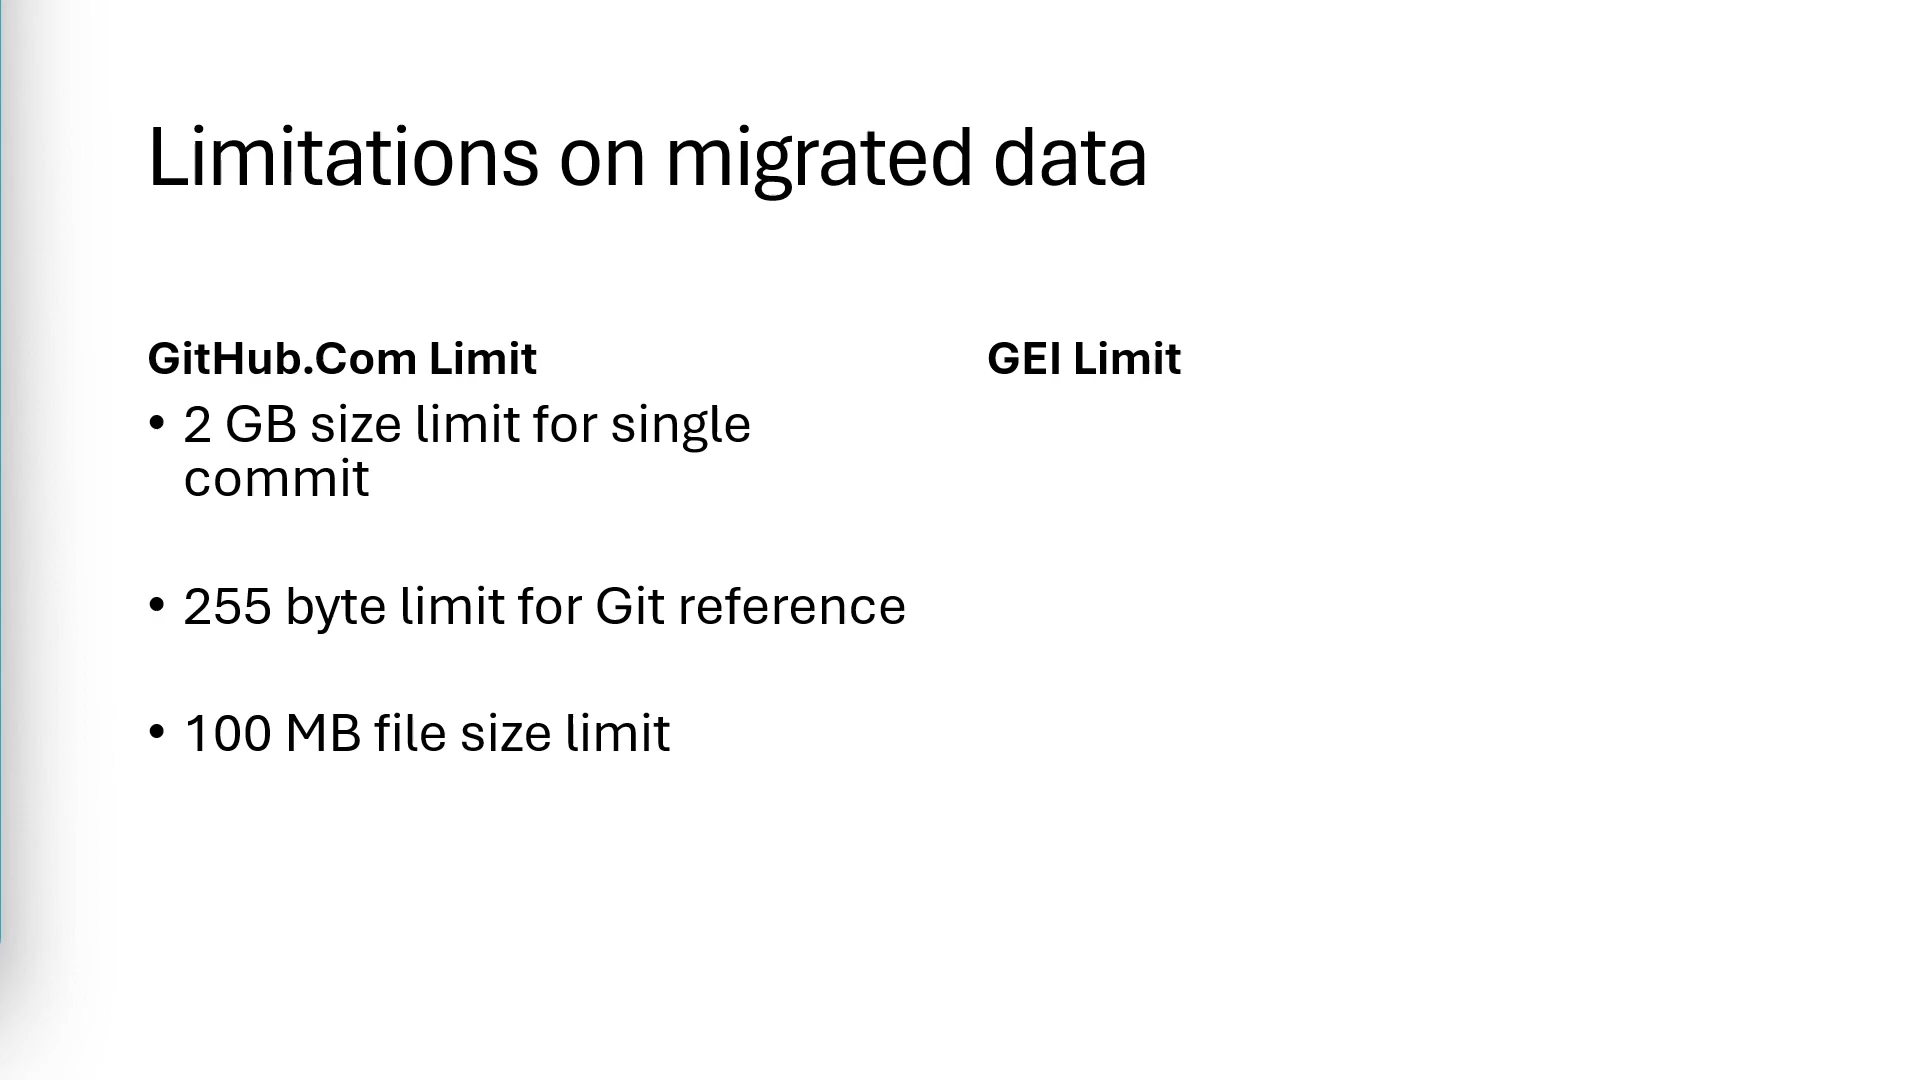 Limitations on migrated data
GitHub.Com Limit
• 2 GB size limit for single
commit
• 255 byte limit for Git reference
• 100 MB file size limit
GEI Limit